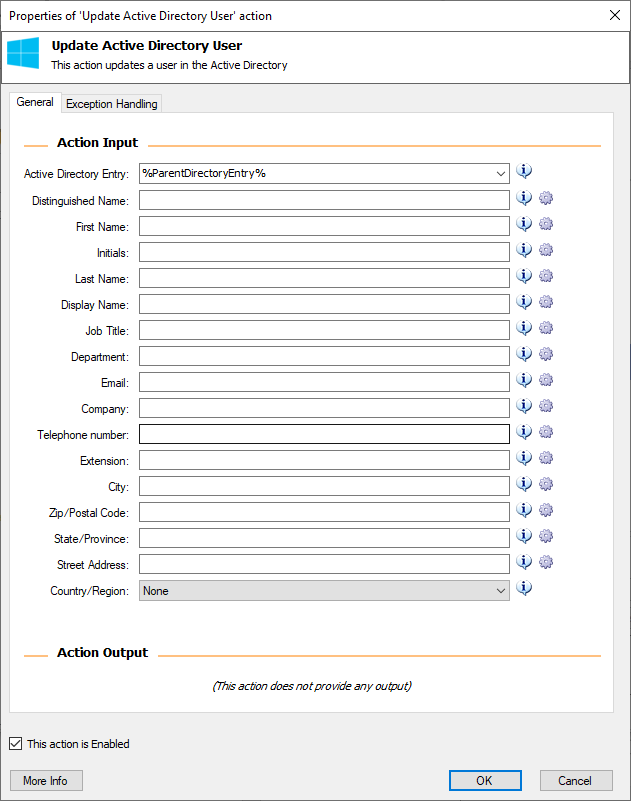 Properties of 'Update Active Directory User' action
Update Active Directory User
This action updates a user in the Active Directory
General
Exception Handling
Action Input
Active Directory Entry: %ParentDirectoryEntry%
Distinguished Name:
First Name:
Initials:
Last Name:
Display Name:
Job Title:
Department:
Email:
Company:
Telephone number:
Extension:
City:
Zip/Postal Code:
State/Province:
Street Address:
Country/Region: None
Action Output
(This action does not provide any output)
This action is Enabled
More Info
OK
Cancel